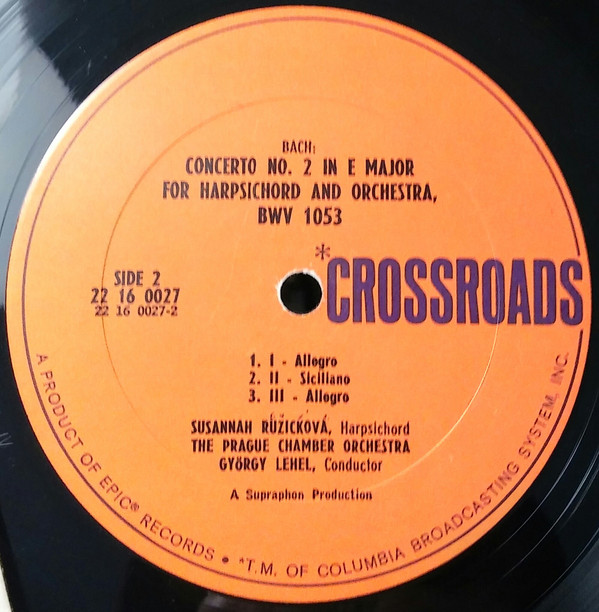 BACH:
CONCERTO NO. 2 IN E MAJOR
FOR HARPSICHORD AND ORCHESTRA,
BWV 1053
SIDE 2
22 16 0027
22 16 0027-2
*CROSSROADS
1. I - Allegro
2. II - Siciliano
3. III - Allegro
SUSANNAH RŮŽICKOVÁ, Harpsichord
THE PRAGUE CHAMBER ORCHESTRA
GYÖRGY LEHEL, Conductor
A Supraphon Production
A PRODUCT OF EPIC® RECORDS • *T.M. OF COLUMBIA BROADCASTING SYSTEM, INC.